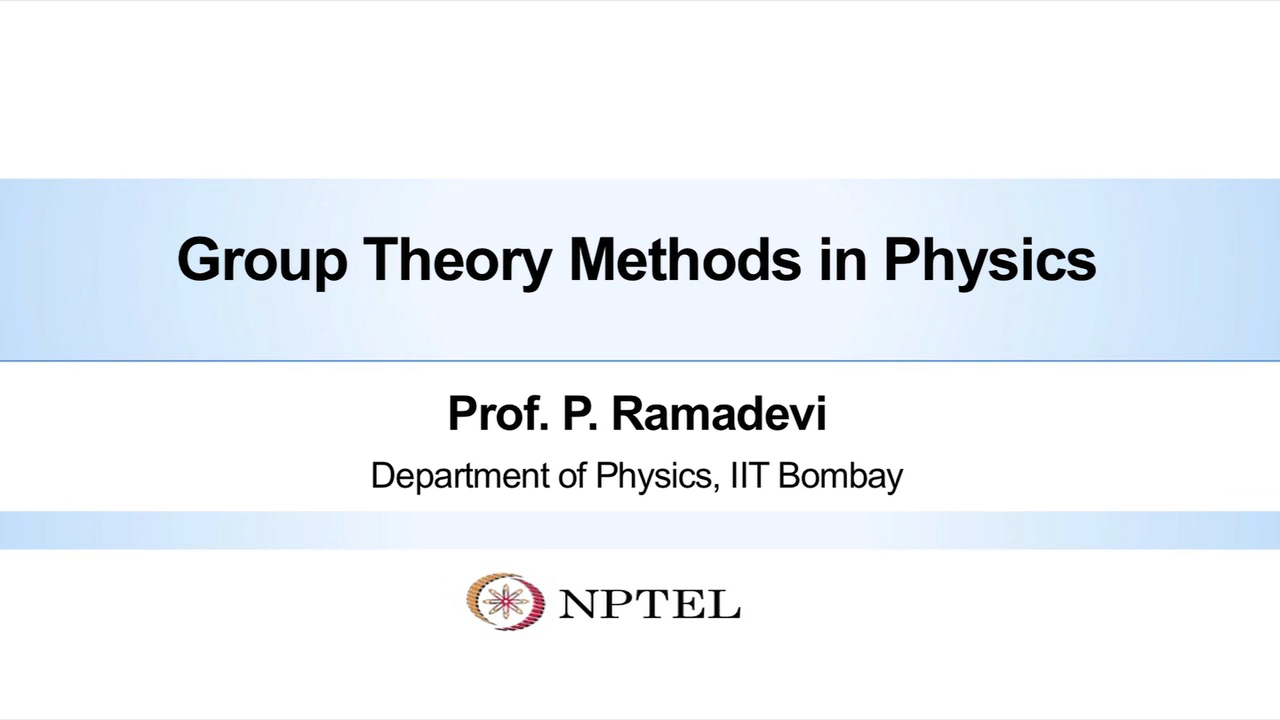 Group Theory Methods in Physics
Prof. P. Ramadevi
Department of Physics, IIT Bombay
NPTEL